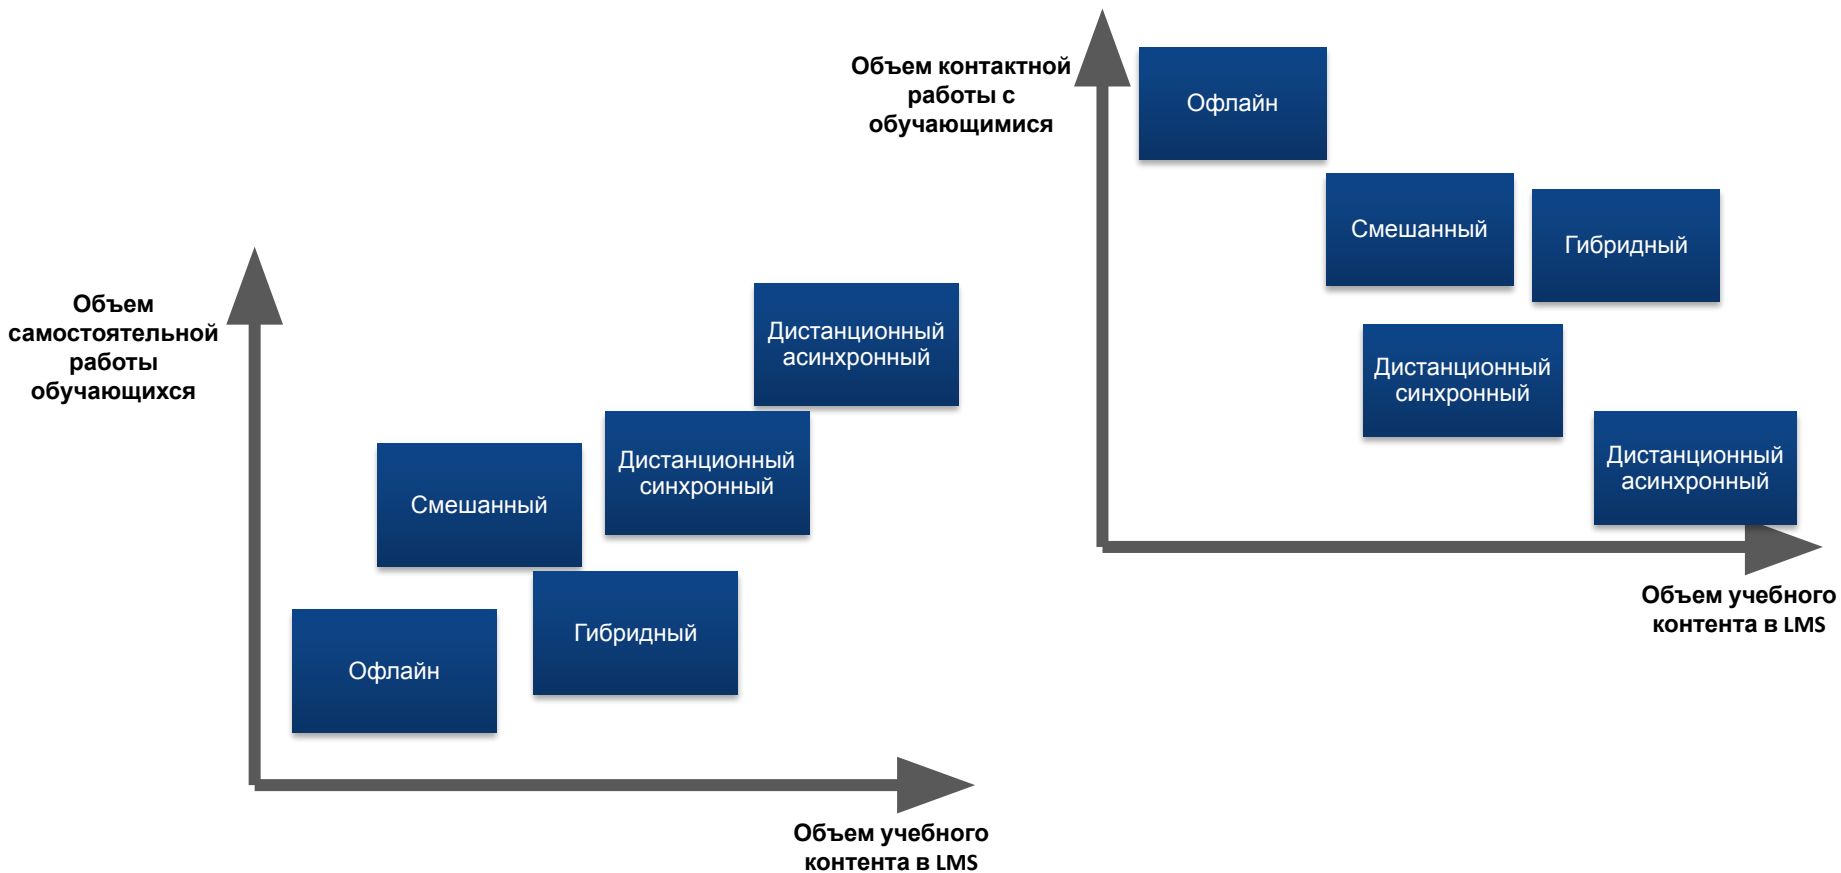 Объем
самостоятельной
работы
обучающихся
Дистанционный
асинхронный
Дистанционный
синхронный
Смешанный
Гибридный
Офлайн
Объем учебного
контента в LMS
Объем контактной
работы с
обучающимися
Офлайн
Смешанный
Гибридный
Дистанционный
синхронный
Дистанционный
асинхронный
Объем учебного
контента в LMS